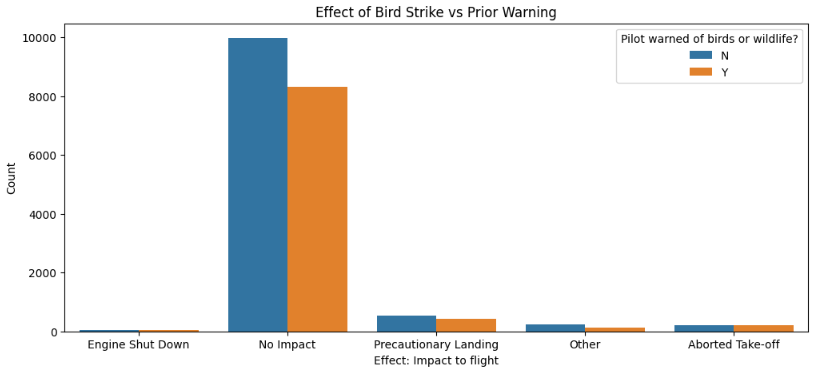 Effect of Bird Strike vs Prior Warning
Pilot warned of birds or wildlife?
N
Y
Count
10000
8000
6000
4000
2000
0
Engine Shut Down
No Impact
Precautionary Landing
Other
Aborted Take-off
Effect: Impact to flight